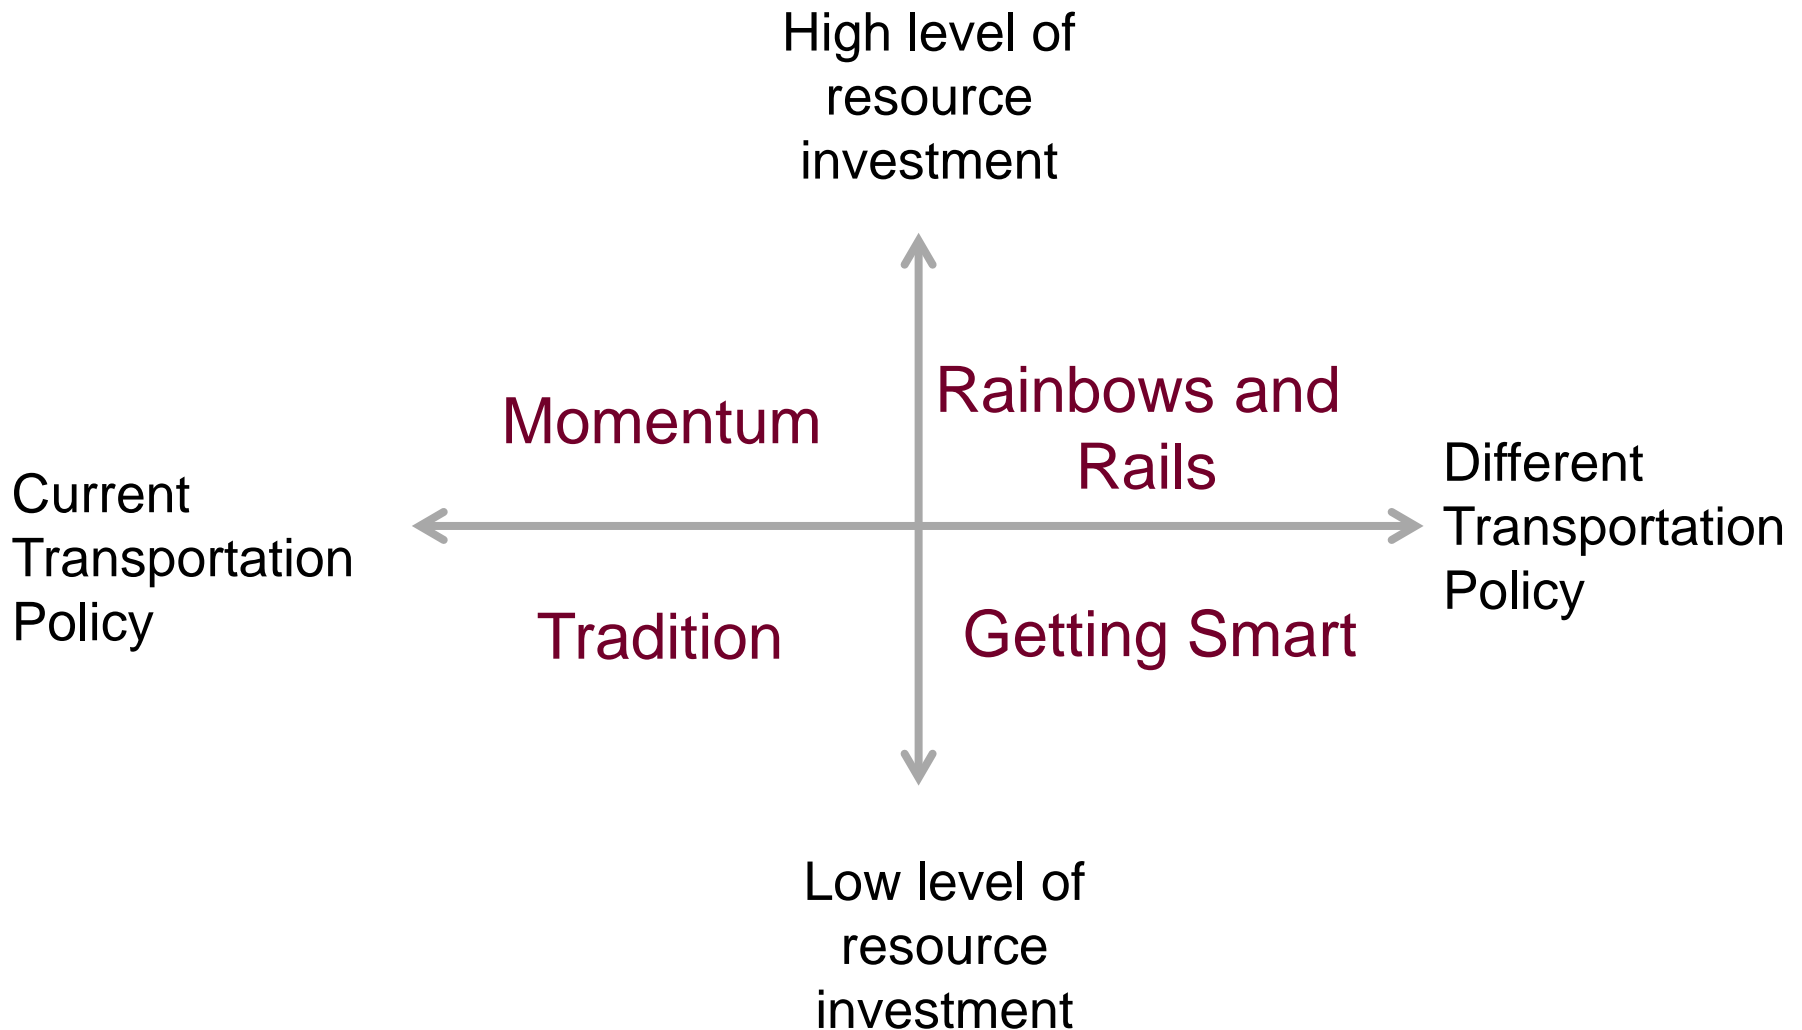 High level of
resource
investment
Momentum
Rainbows and
Rails
Current
Transportation
Policy
Different
Transportation
Policy
Tradition
Getting Smart
Low level of
resource
investment